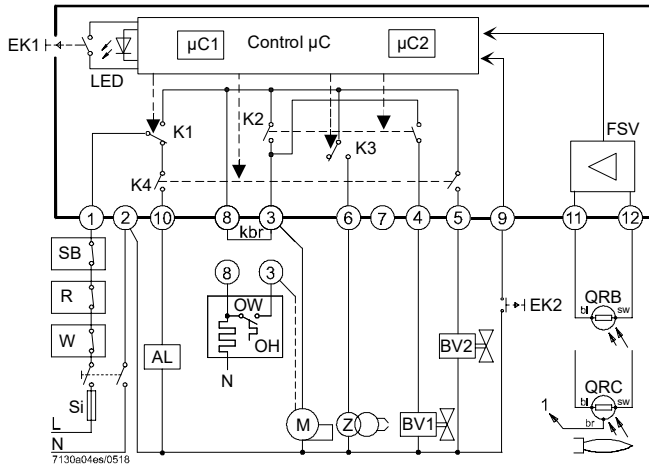 EK1
LED
µC1
Control µC
µC2
K1
K2
K3
K4
FSV
1
2
10
8
3
6
7
4
5
9
11
12
kbr
SB
R
W
Si
L
N
AL
8
3
OW
OH
N
M
Z
BV1
BV2
EK2
bl
QRB
sw
bl
QRC
sw
br
1
7130a04es/0518